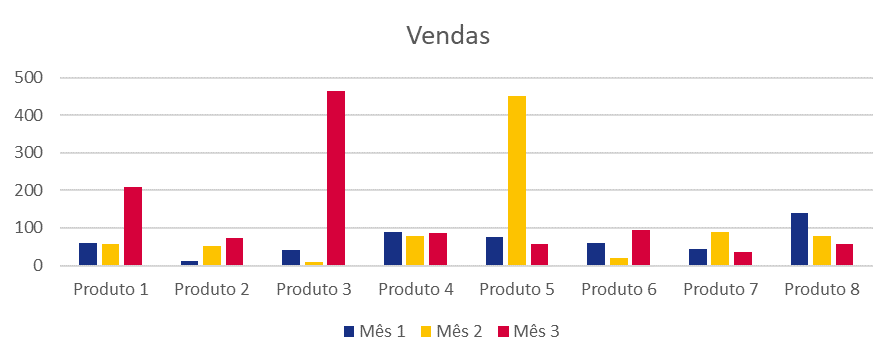 Vendas
500
400
300
200
100
0
Produto 1 Produto 2 Produto 3 Produto 4 Produto 5 Produto 6 Produto 7 Produto 8
Mês 1 Mês 2 Mês 3